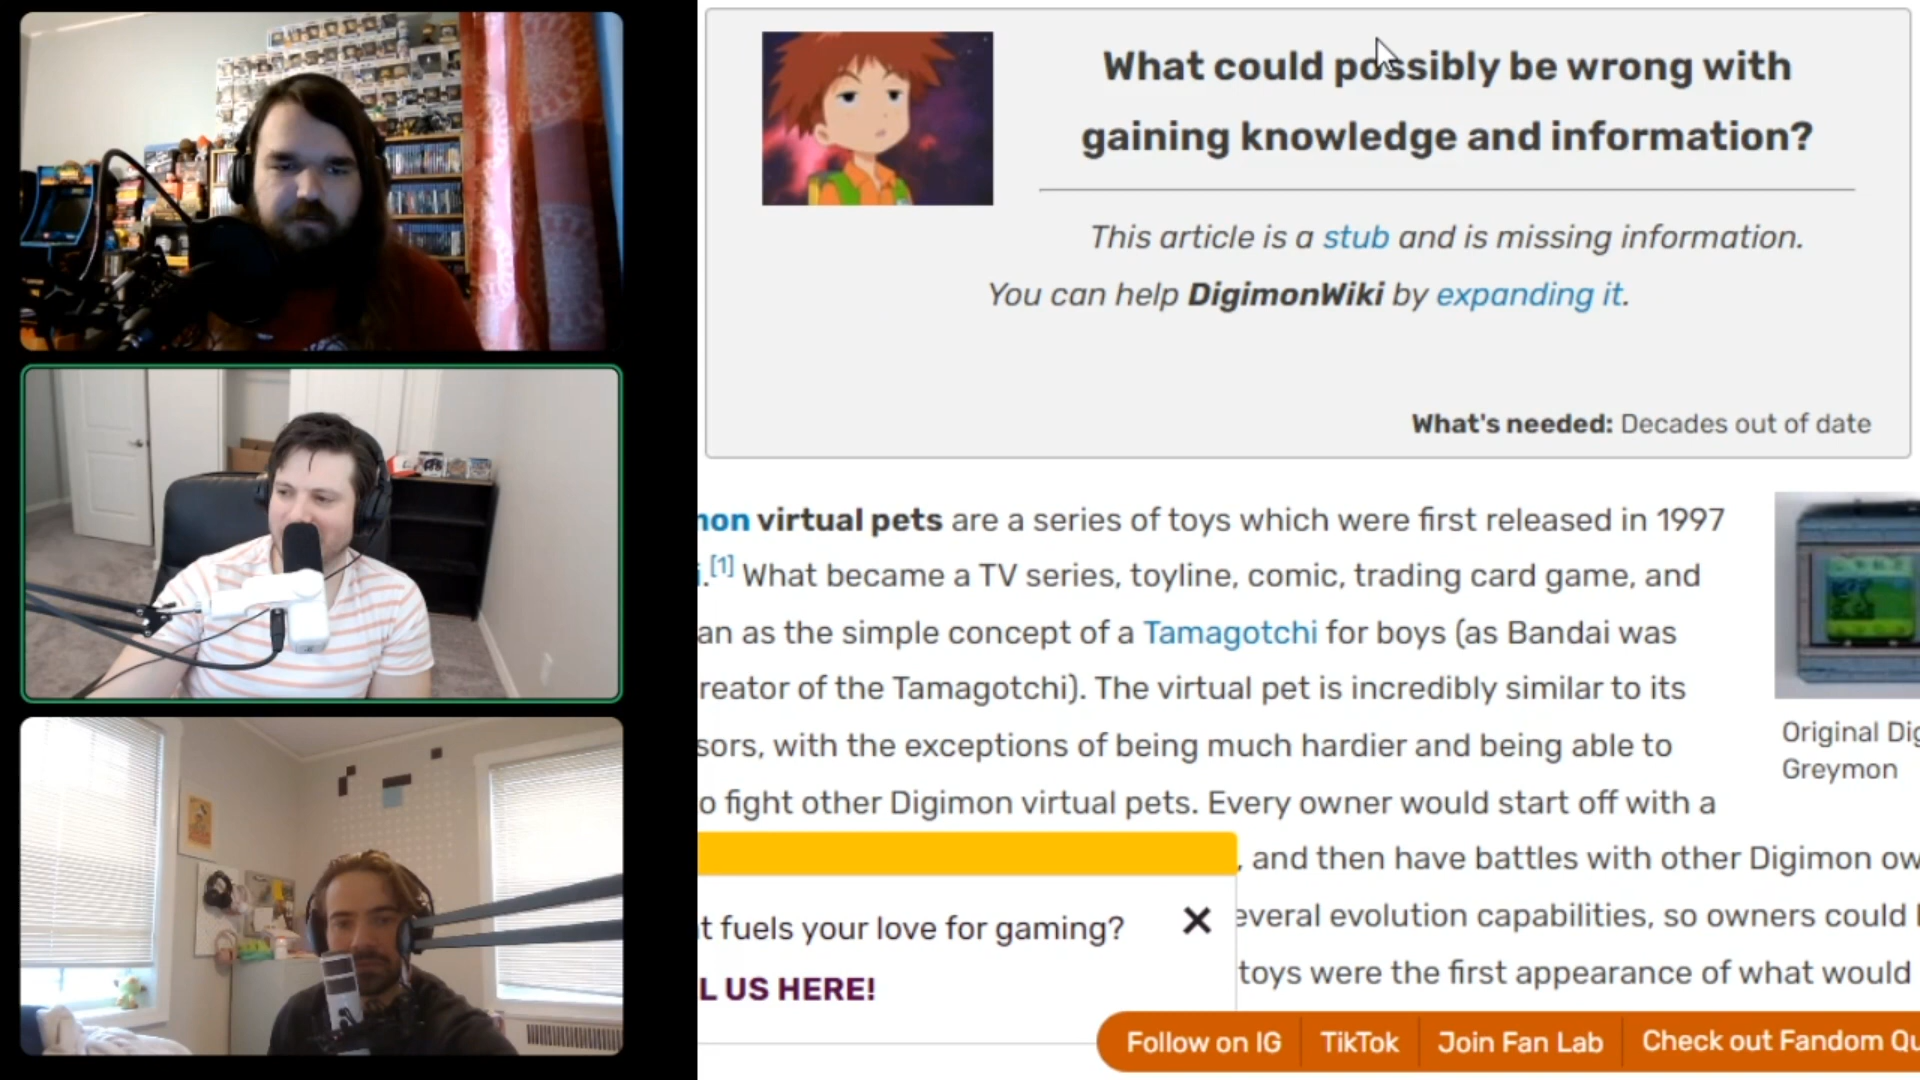 What could possibly be wrong with
gaining knowledge and information?
This article is a stub and is missing information.
You can help DigimonWiki by expanding it.
What's needed: Decades out of date
virtual pets are a series of toys which were first released in 1997
.[1] What became a TV series, toyline, comic, trading card game, and
as the simple concept of a Tamagotchi for boys (as Bandai was
of the Tamagotchi). The virtual pet is incredibly similar to its
with the exceptions of being much hardier and being able to
fight other Digimon virtual pets. Every owner would start off with a
, and then have battles with other Digimon
evolution capabilities, so owners could
toys were the first appearance of what would
Original
Greymon
fuels your love for gaming?
US HERE!
Follow on IG
TikTok
Join Fan Lab
Check out Fandom